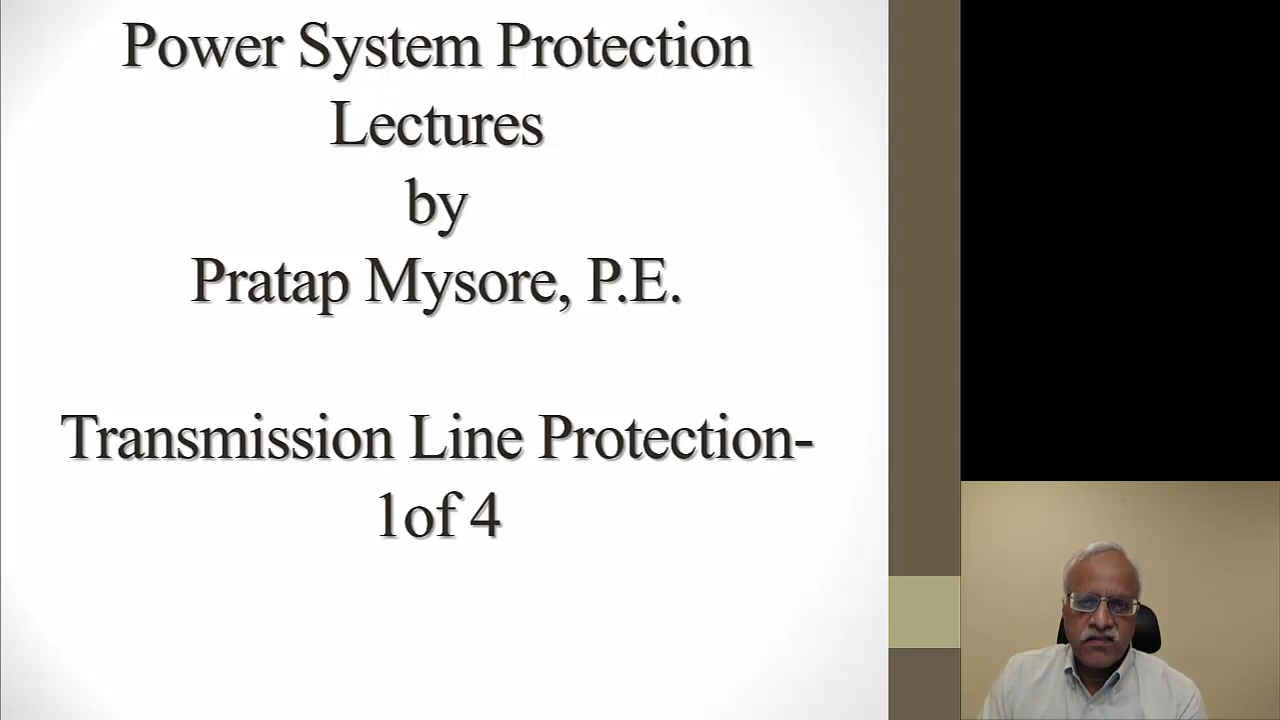 Power System Protection
Lectures
by
Pratap Mysore, P.E.
Transmission Line Protection-
1of 4